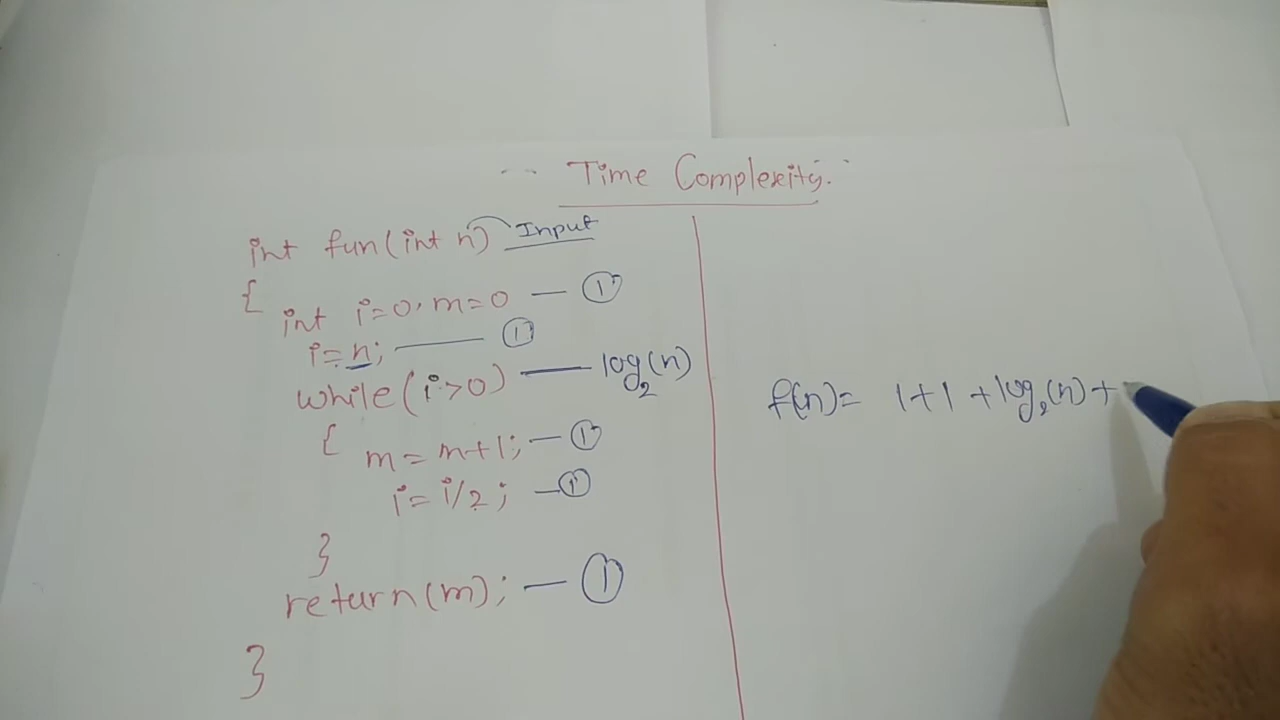 Time Complexity.
int fun(int n) Input
{
int i=0, m=0 — 1
i=n; — 1
while(i>0) — log₂(n)
{ m=m+1; — 1
i=i/2; — 1
}
return(m); — 1
}
f(n)= 1+1+log₂(n)+